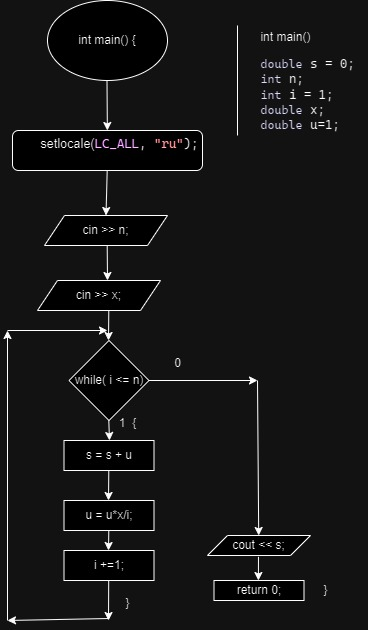 int main() {
int main()
double s = 0;
int n;
int i = 1;
double x;
double u=1;
setlocale(LC_ALL, "ru");
cin >> n;
cin >> x;
while( i <= n)
0
1 {
s = s + u
u = u*x/i;
i +=1;
}
cout << s;
return 0;
}